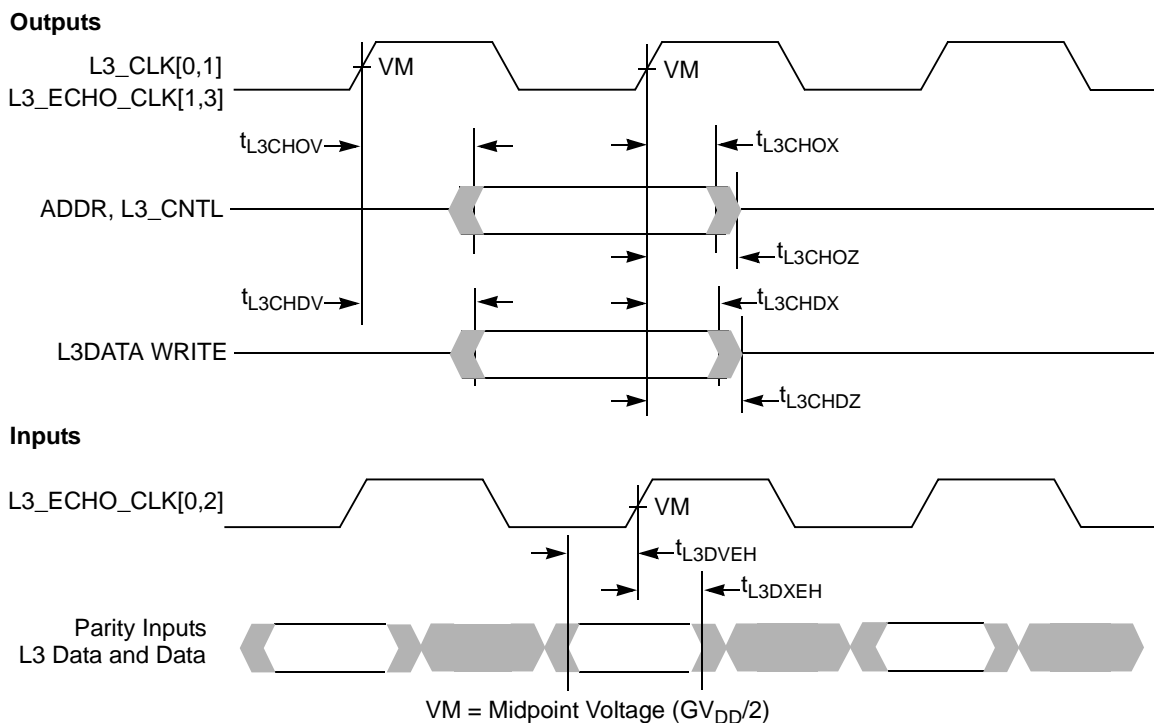 Outputs
L3_CLK[0,1]
VM
VM
L3_ECHO_CLK[1,3]
tL3CHOV
tL3CHOX
ADDR, L3_CNTL
tL3CHOZ
tL3CHDV
tL3CHDX
L3DATA WRITE
tL3CHDZ
Inputs
L3_ECHO_CLK[0,2]
VM
tL3DVEH
tL3DXEH
Parity Inputs
L3 Data and Data
VM = Midpoint Voltage (GVDD/2)